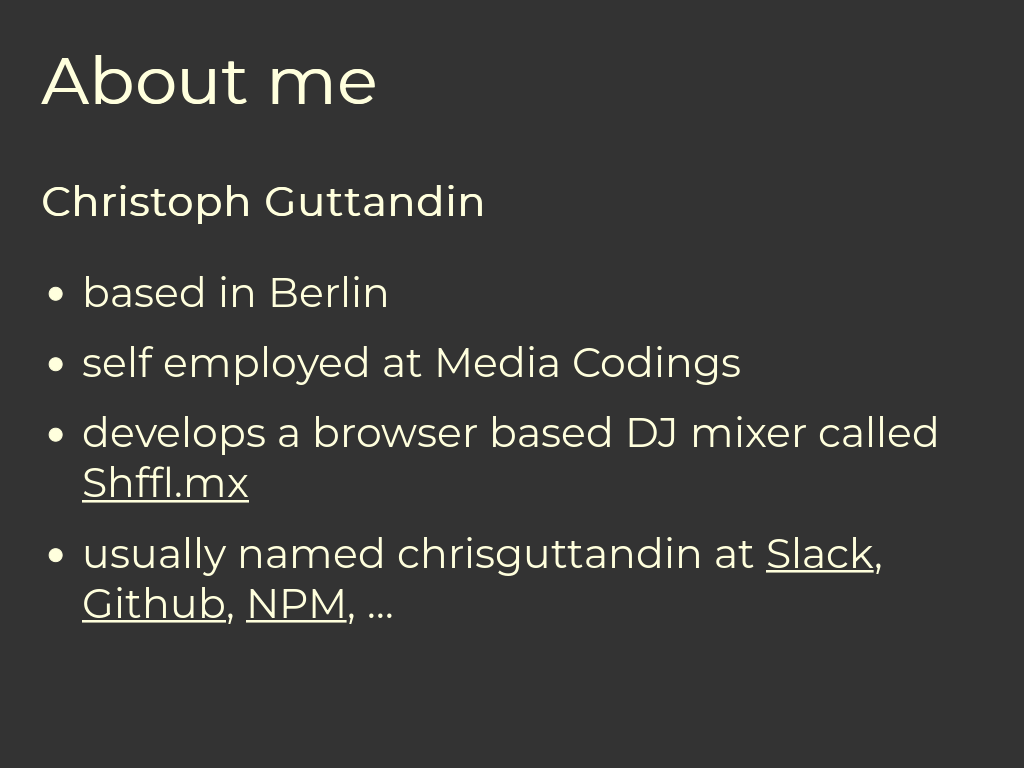 About me
Christoph Guttandin
• based in Berlin
• self employed at Media Codings
• develops a browser based DJ mixer called
Shffl.mx
• usually named chrisguttandin at Slack,
Github, NPM, ...